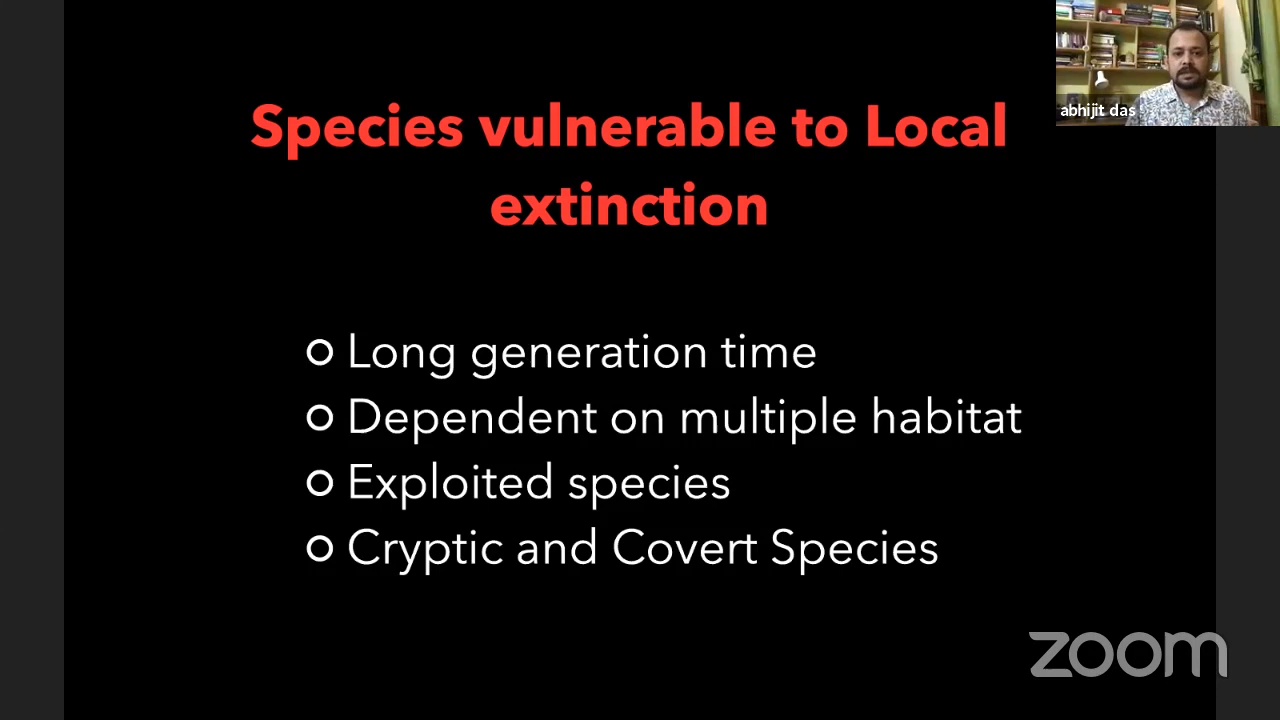 Species vulnerable to Local
extinction
Long generation time
Dependent on multiple habitat
Exploited species
Cryptic and Covert Species
abhijit das
zoom